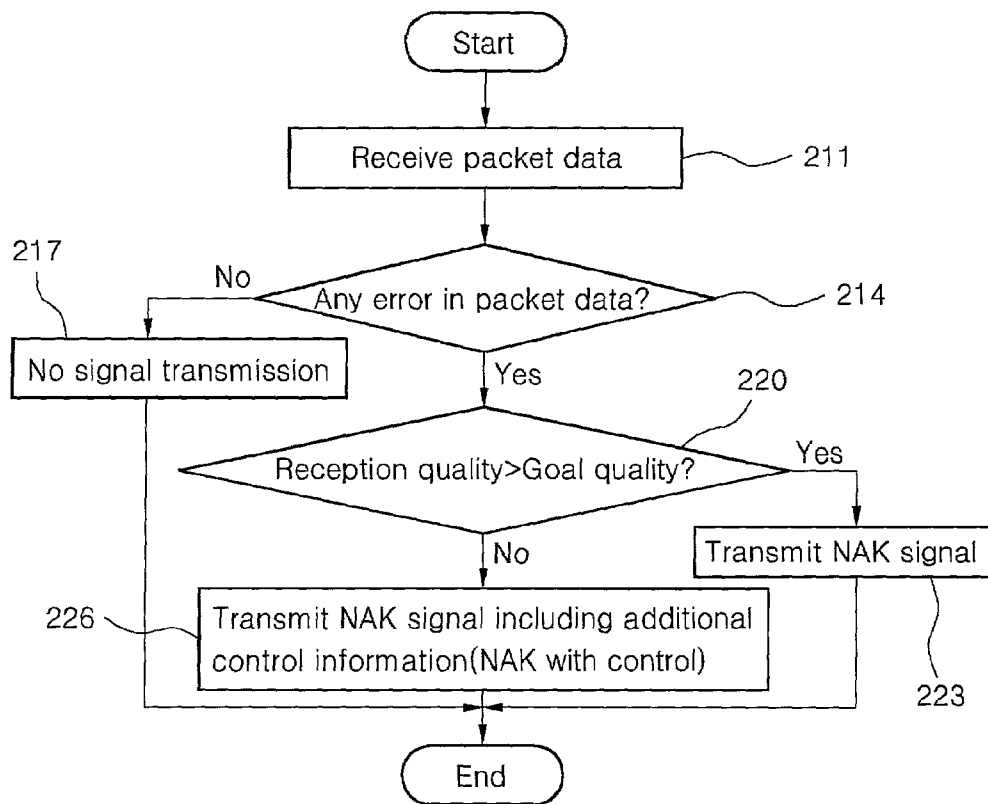 Start
Receive packet data
211
217
No
Any error in packet data?
214
No signal transmission
Yes
220
Reception quality>Goal quality?
Yes
No
Transmit NAK signal
226
Transmit NAK signal including additional
control information(NAK with control)
223
End